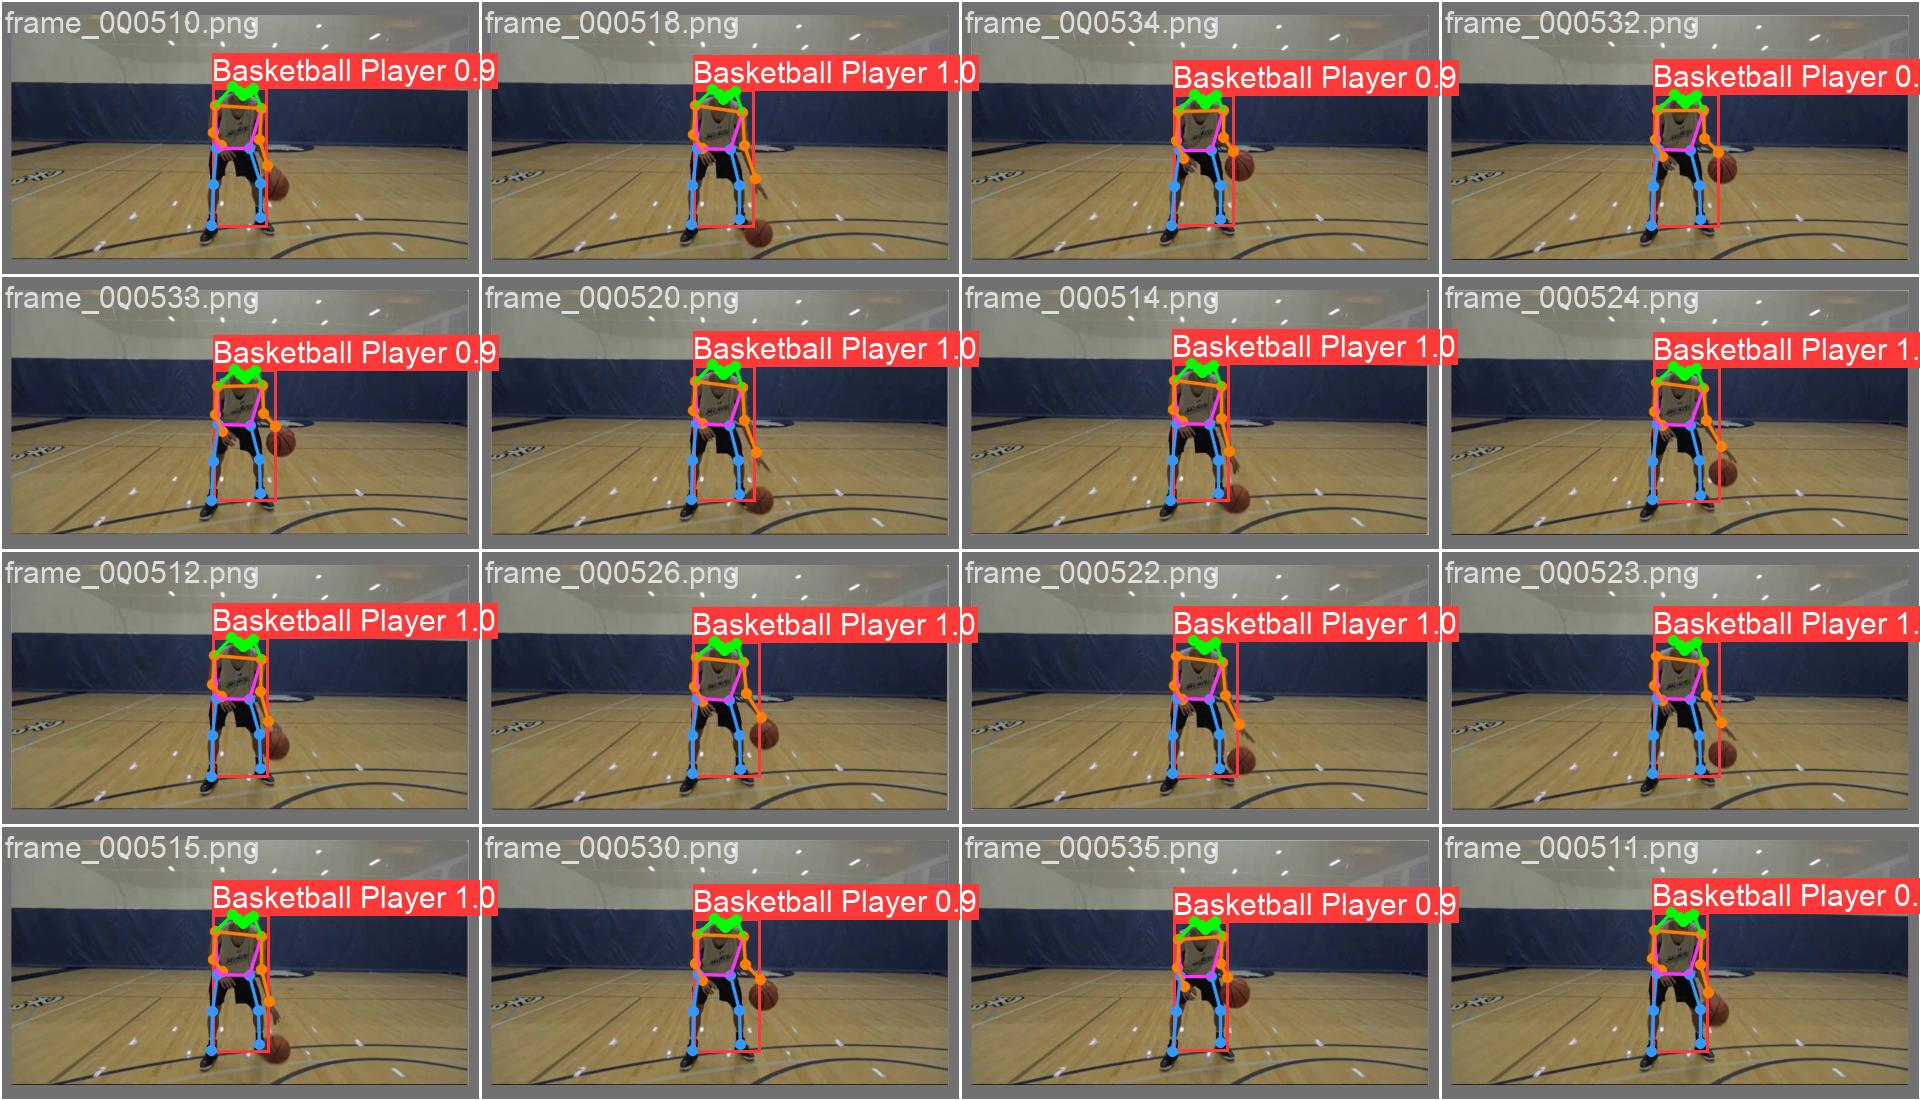 frame_000510.png
Basketball Player 0.9
frame_000518.png
Basketball Player 1.0
frame_000534.png
Basketball Player 0.9
frame_000532.png
Basketball Player 0.
frame_000533.png
Basketball Player 0.9
frame_000520.png
Basketball Player 1.0
frame_000514.png
Basketball Player 1.0
frame_000524.png
Basketball Player 1.
frame_000512.png
Basketball Player 1.0
frame_000526.png
Basketball Player 1.0
frame_000522.png
Basketball Player 1.0
frame_000523.png
Basketball Player 1.
frame_000515.png
Basketball Player 1.0
frame_000530.png
Basketball Player 0.9
frame_000535.png
Basketball Player 0.9
frame_000511.png
Basketball Player 0.